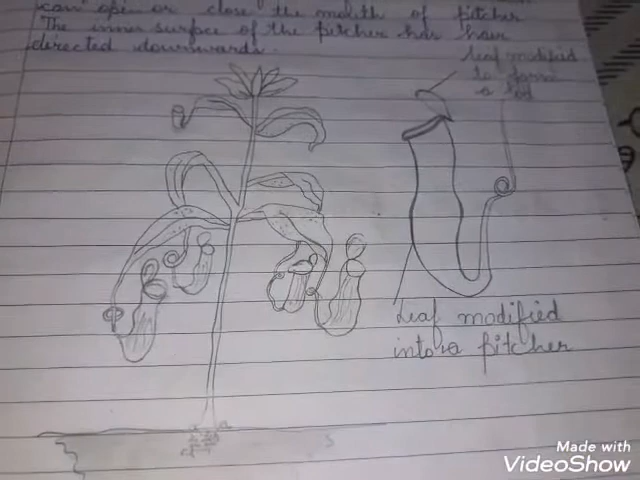 can open or close the mouth of pitcher
The inner surface of the pitcher has hair
directed downwards.
Leaf modified
to form
a lid
Leaf modified
into a pitcher
Made with
VideoShow